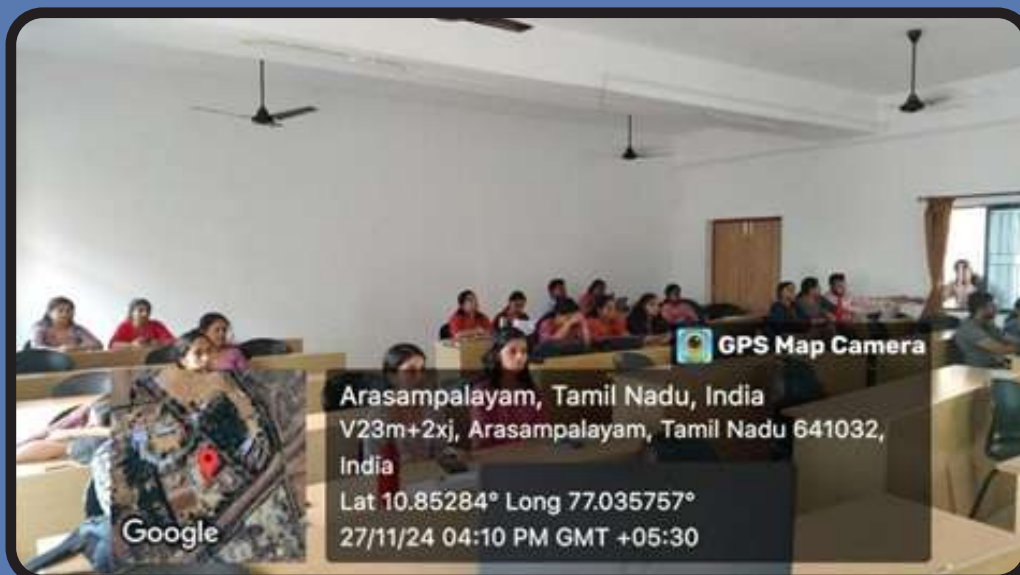 GPS Map Camera
Arasampalayam, Tamil Nadu, India
V23m+2xj, Arasampalayam, Tamil Nadu 641032,
India
Lat 10.85284° Long 77.035757°
27/11/24 04:10 PM GMT +05:30
Google